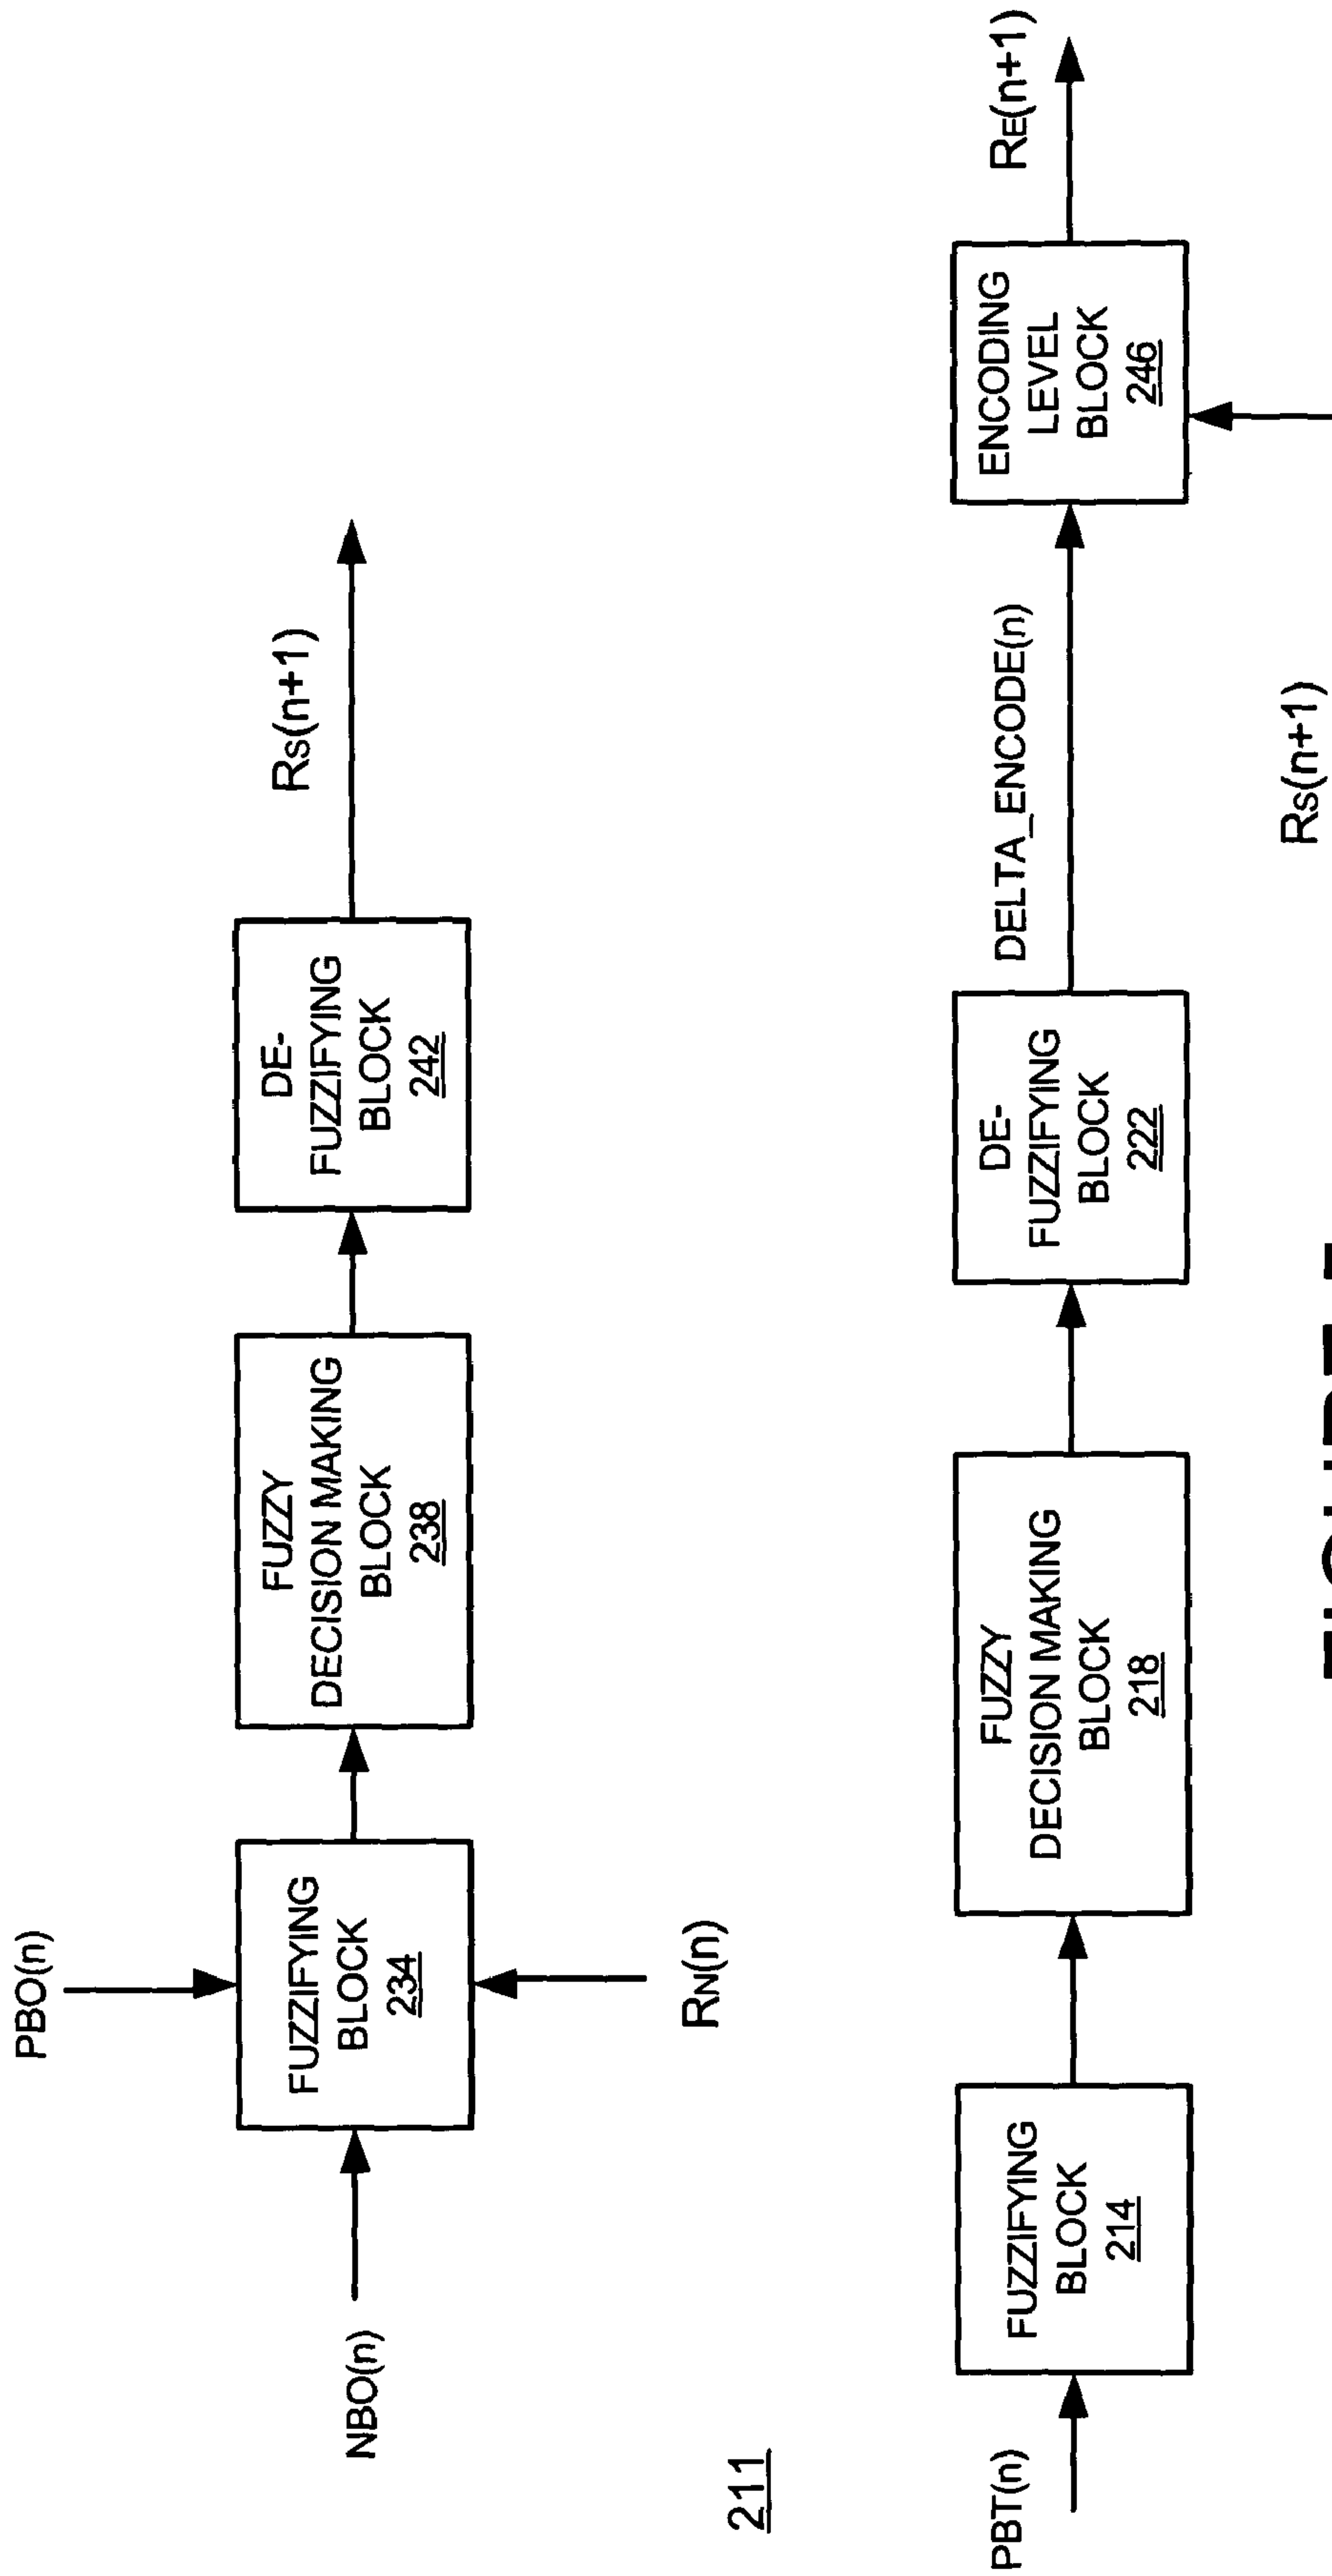 PBO(n)
NBO(n)
FUZZIFYING
BLOCK
234
RN(n)
FUZZY
DECISION MAKING
BLOCK
238
DE-
FUZZIFYING
BLOCK
242
RS(n+1)
211
PBT(n)
FUZZIFYING
BLOCK
214
FUZZY
DECISION MAKING
BLOCK
218
DE-
FUZZIFYING
BLOCK
222
DELTA_ENCODE(n)
ENCODING
LEVEL
BLOCK
246
RE(n+1)
RS(n+1)